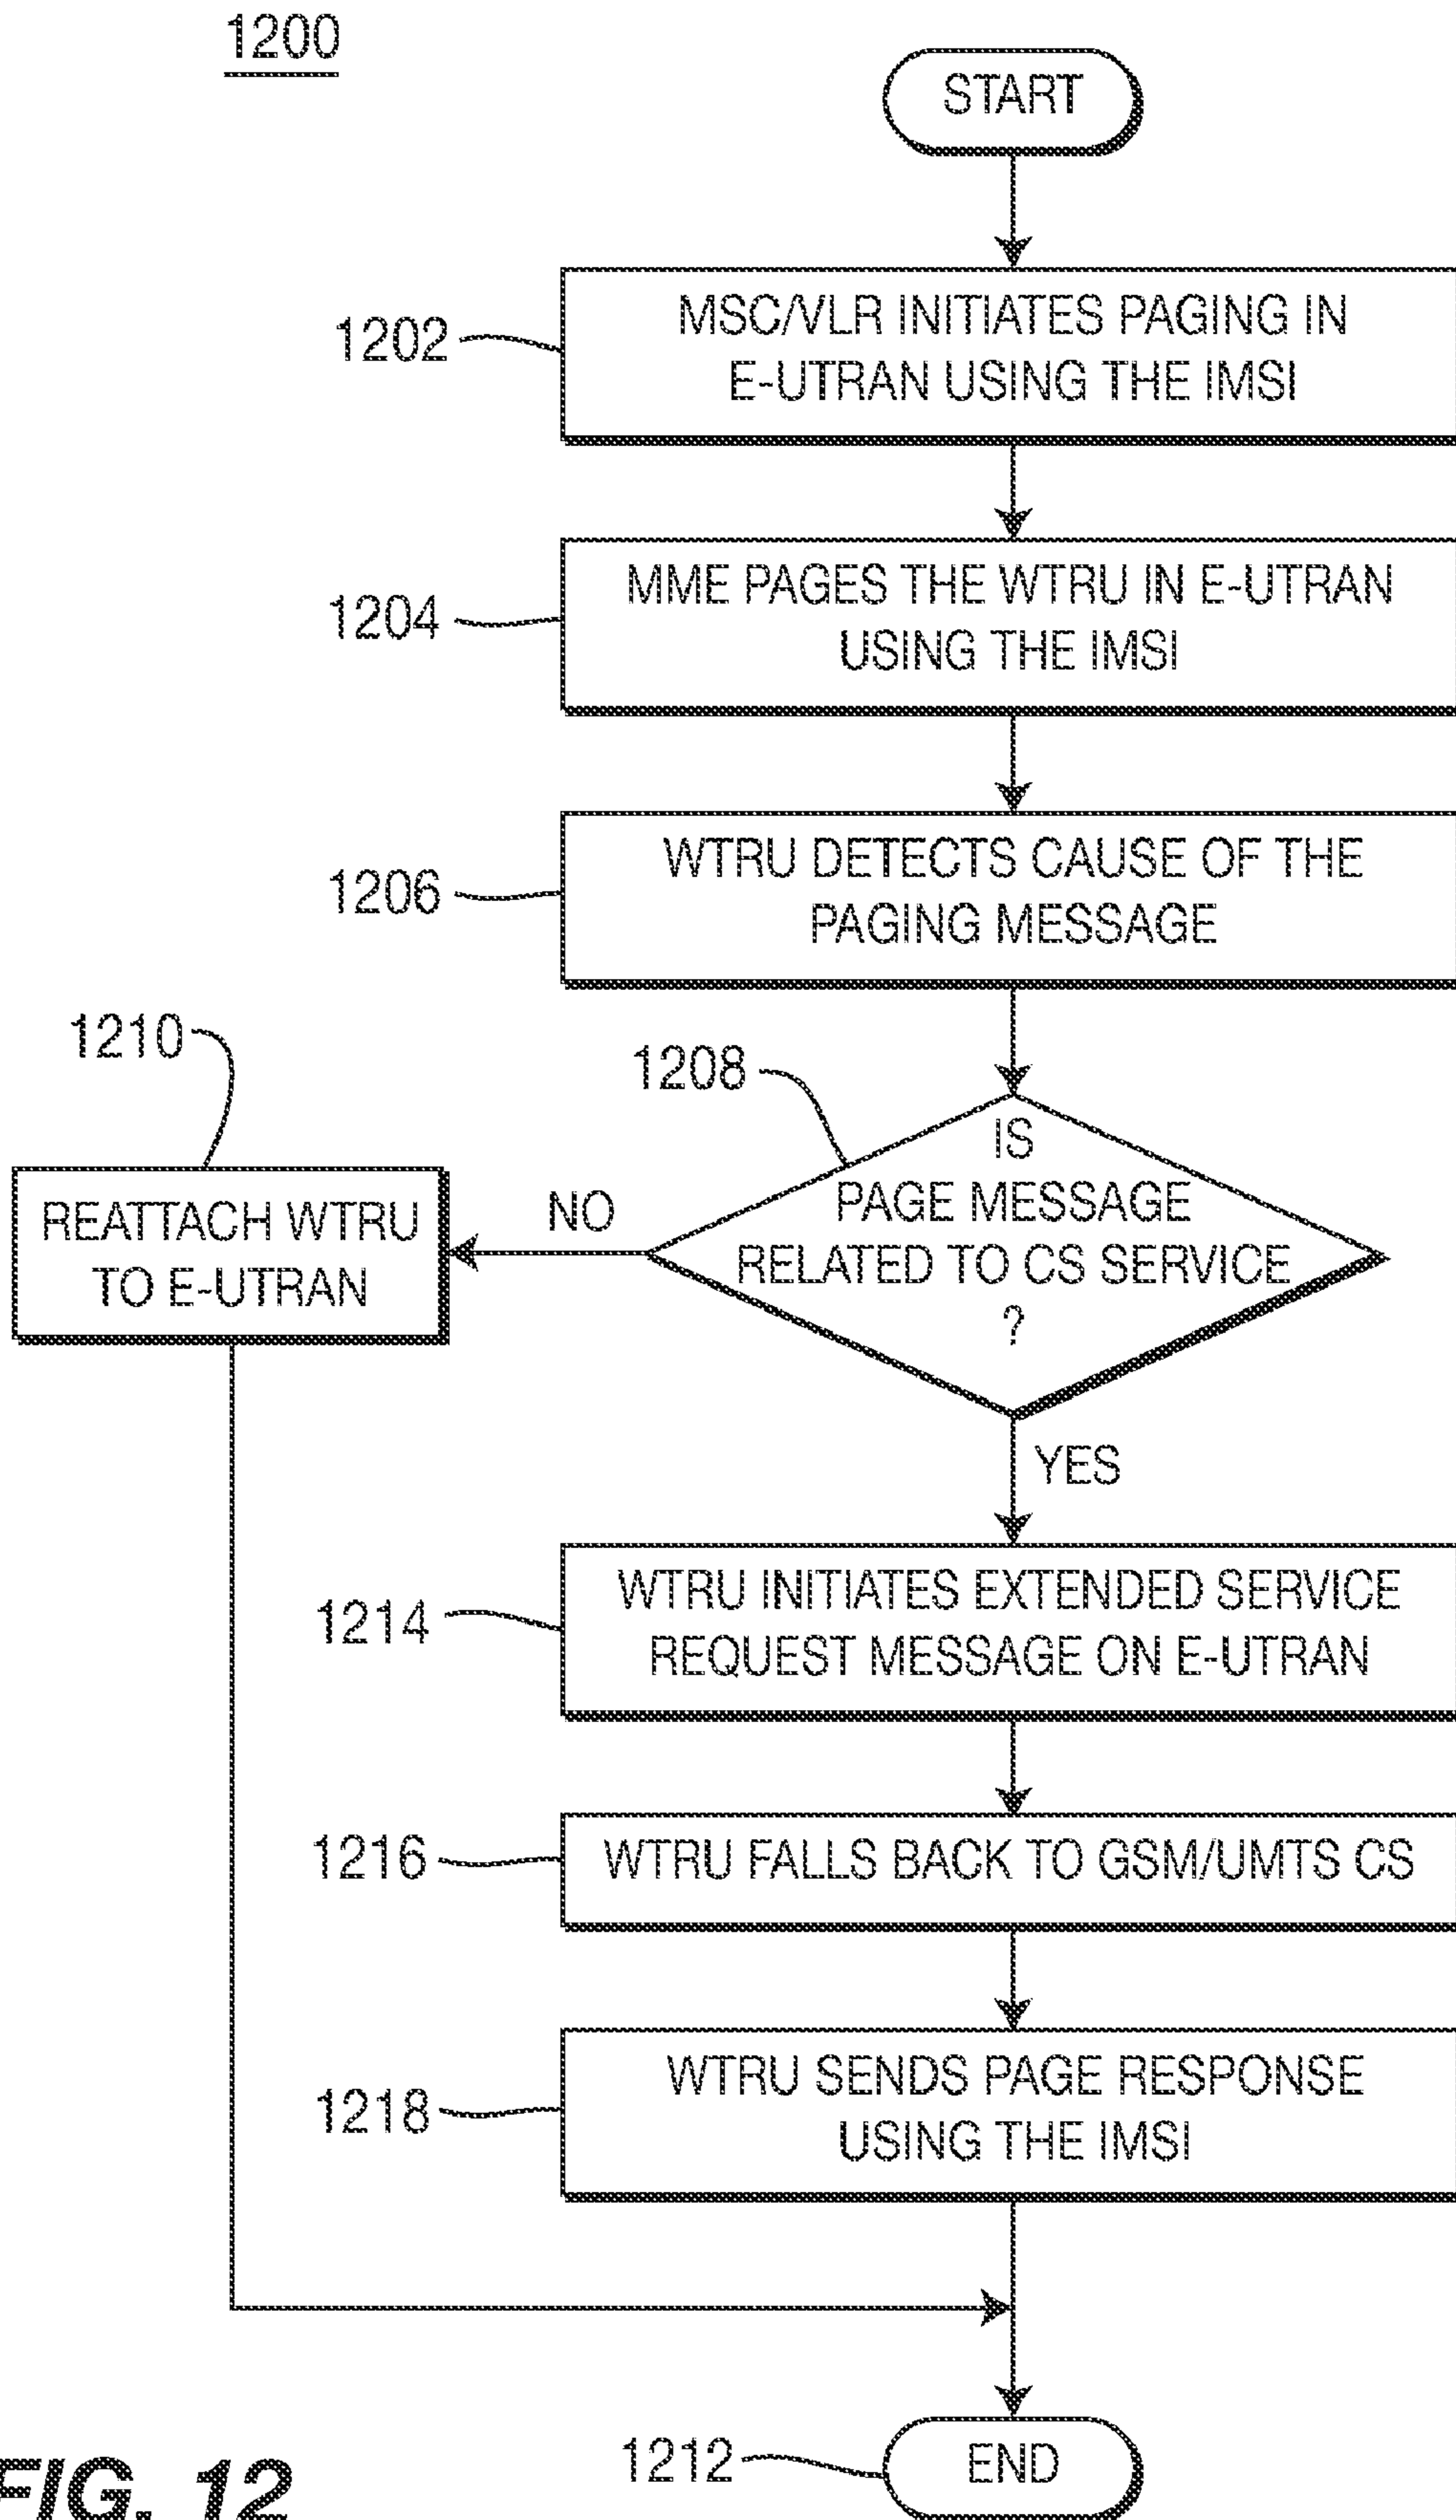 1200
START
1202
MSC/VLR INITIATES PAGING IN
E-UTRAN USING THE IMSI
1204
MME PAGES THE WTRU IN E-UTRAN
USING THE IMSI
1206
WTRU DETECTS CAUSE OF THE
PAGING MESSAGE
1208
IS
PAGE MESSAGE
RELATED TO CS SERVICE
?
NO
1210
REATTACH WTRU
TO E-UTRAN
YES
1214
WTRU INITIATES EXTENDED SERVICE
REQUEST MESSAGE ON E-UTRAN
1216
WTRU FALLS BACK TO GSM/UMTS CS
1218
WTRU SENDS PAGE RESPONSE
USING THE IMSI
1212
END
FIG. 12